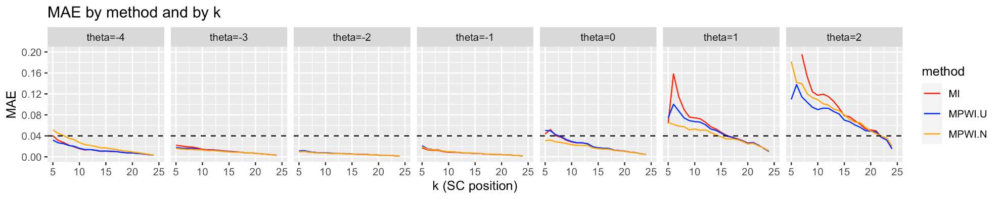 MAE by method and by k
theta=-4 theta=-3 theta=-2 theta=-1 theta=0 theta=1 theta=2
MAE
0.20
0.16
0.12
0.08
0.04
0.00
5 10 15 20 25 5 10 15 20 25 5 10 15 20 25 5 10 15 20 25 5 10 15 20 25 5 10 15 20 25 5 10 15 20 25
k (SC position)
method
MI
MPWI.U
MPWI.N